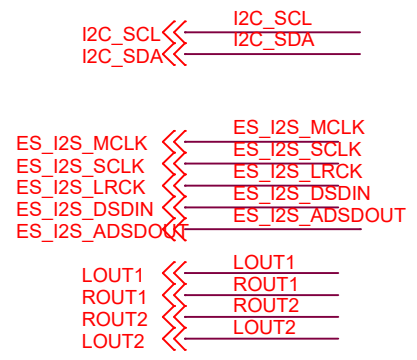 I2C_SCL I2C_SCL
I2C_SDA I2C_SDA
ES_I2S_MCLK ES_I2S_MCLK
ES_I2S_SCLK ES_I2S_SCLK
ES_I2S_LRCK ES_I2S_LRCK
ES_I2S_DSDIN ES_I2S_DSDIN
ES_I2S_ADSDOUT ES_I2S_ADSDOUT
LOUT1 LOUT1
ROUT1 ROUT1
ROUT2 ROUT2
LOUT2 LOUT2